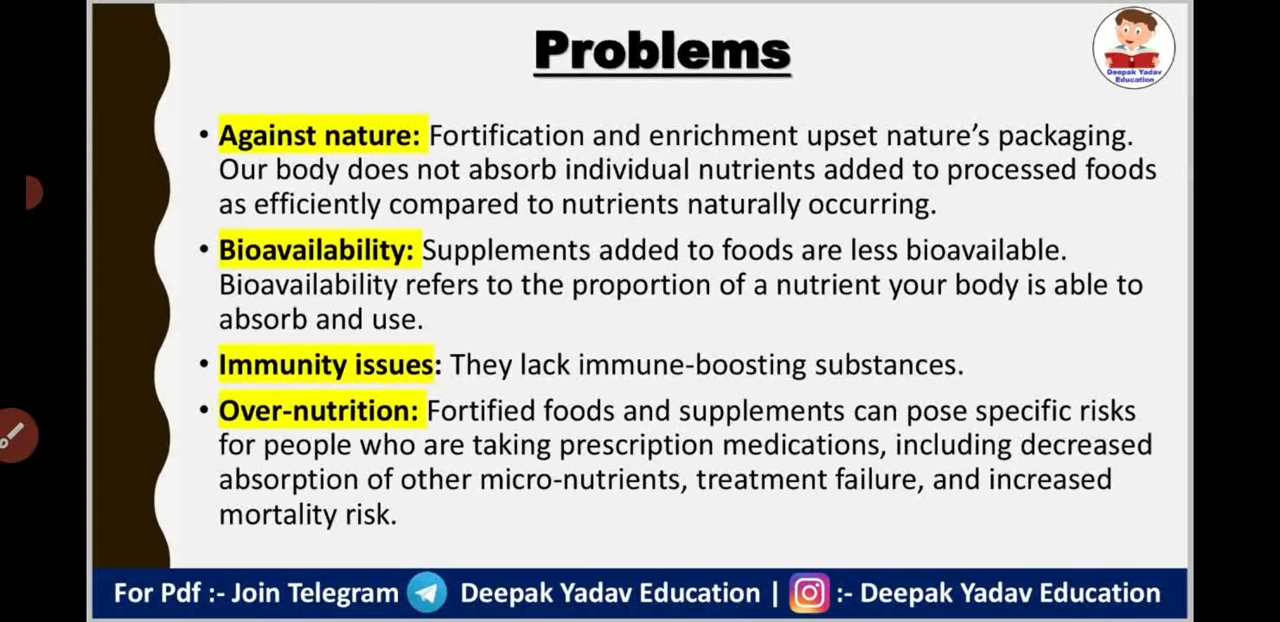 Problems
Deepak Yadav
Education
• Against nature: Fortification and enrichment upset nature's packaging.
Our body does not absorb individual nutrients added to processed foods
as efficiently compared to nutrients naturally occurring.
• Bioavailability: Supplements added to foods are less bioavailable.
Bioavailability refers to the proportion of a nutrient your body is able to
absorb and use.
• Immunity issues: They lack immune-boosting substances.
• Over-nutrition: Fortified foods and supplements can pose specific risks
for people who are taking prescription medications, including decreased
absorption of other micro-nutrients, treatment failure, and increased
mortality risk.
For Pdf :- Join Telegram Deepak Yadav Education | :- Deepak Yadav Education